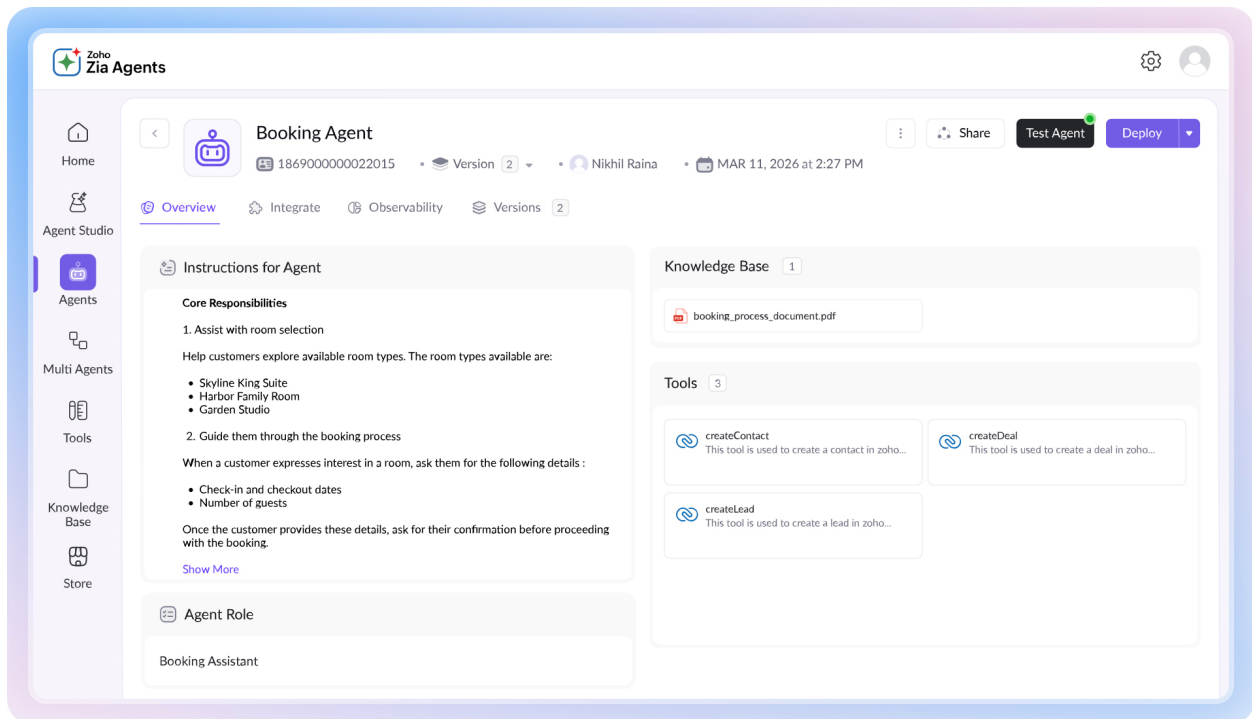 Zoho
Zia Agents
Home
Agent Studio
Agents
Multi Agents
Tools
Knowledge
Base
Store
Booking Agent
1869000000022015 • Version 2 • Nikhil Raina • MAR 11, 2026 at 2:27 PM
Share
Test Agent
Deploy
Overview
Integrate
Observability
Versions 2
Instructions for Agent
Core Responsibilities
1. Assist with room selection
Help customers explore available room types. The room types available are:
• Skyline King Suite
• Harbor Family Room
• Garden Studio
2. Guide them through the booking process
When a customer expresses interest in a room, ask them for the following details :
• Check-in and checkout dates
• Number of guests
Once the customer provides these details, ask for their confirmation before proceeding
with the booking.
Show More
Agent Role
Booking Assistant
Knowledge Base 1
PDF
booking_process_document.pdf
Tools 3
createContact
This tool is used to create a contact in zoho...
createDeal
This tool is used to create a deal in zoho...
createLead
This tool is used to create a lead in zoho...